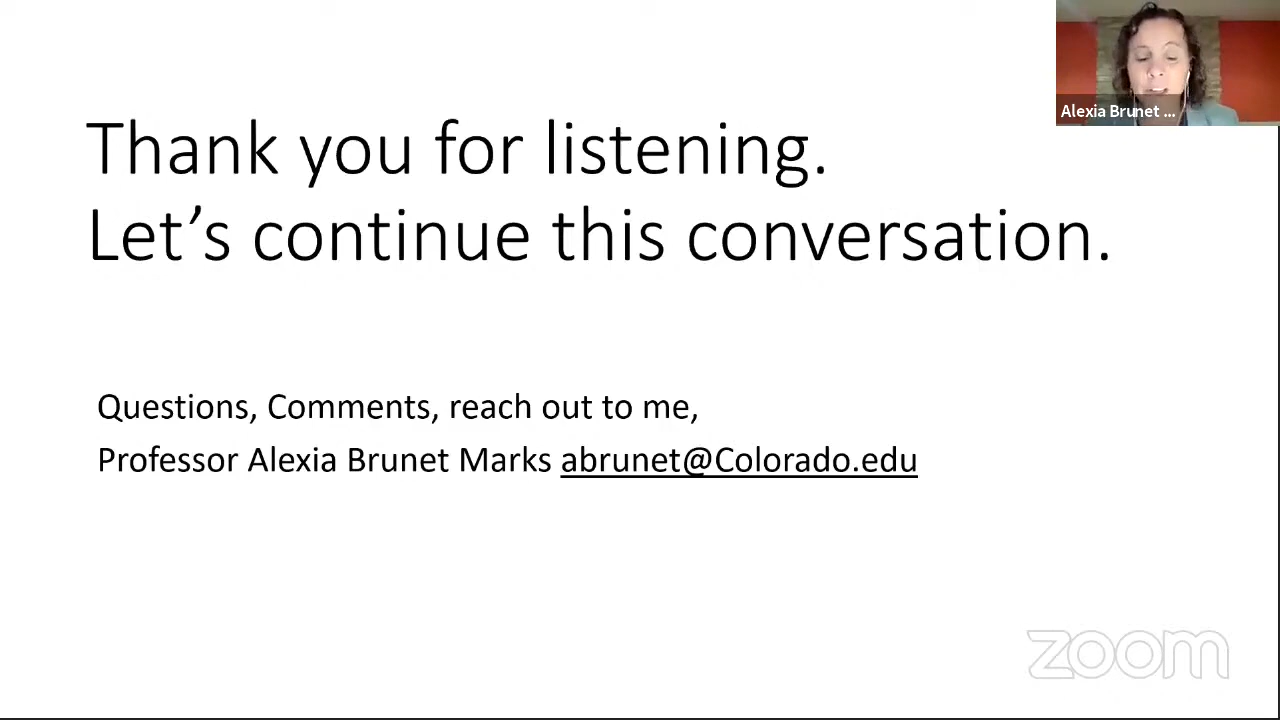 Alexia Brunet ...
Thank you for listening.
Let’s continue this conversation.
Questions, Comments, reach out to me,
Professor Alexia Brunet Marks abrunet@Colorado.edu
zoom